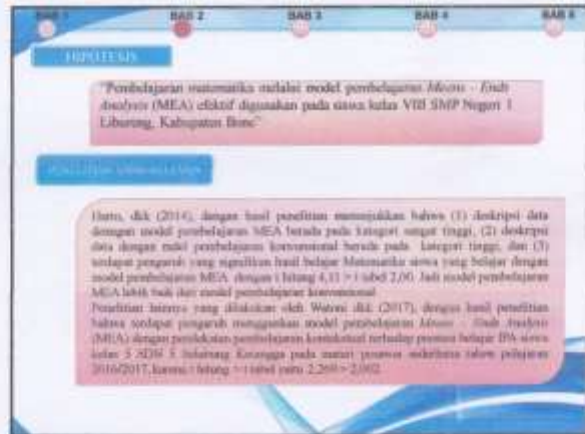 BAB 1 BAB 2 BAB 3 BAB 4 BAB 5
HIPOTESIS
"Pembelajaran matematika melalui model pembelajaran Means - Ends
Analysis (MEA) efektif digunakan pada siswa kelas VIII SMP Negeri 1
Libureng, Kabupaten Bone"
dkk (2014), dengan hasil penelitian menunjukkan bahwa (1) deskripsi data
dengan model pembelajaran MEA berada pada kategori sangat tinggi, (2) deskripsi
data dengan model pembelajaran konvensional berada pada kategori tinggi, dan (3)
terdapat pengaruh yang signifikan hasil belajar Matematika siswa yang belajar dengan
model pembelajaran MEA dengan t hitung 4,11 > t tabel 2,00. Jadi model pembelajaran
MEA lebih baik dari model pembelajaran konvensional
Penelitian lainnya yang dilakukan oleh dkk (2017), dengan hasil penelitian
bahwa terdapat pengaruh menggunakan model pembelajaran Means - Ends Analysis
(MEA) dengan pendekatan pembelajaran kontekstual terhadap prestasi belajar IPA siswa
kelas 5 SDN 5 pada materi pesawat sederhana tahun pelajaran
2016/2017, karena t hitung > t tabel yaitu 2,269 > 2,002